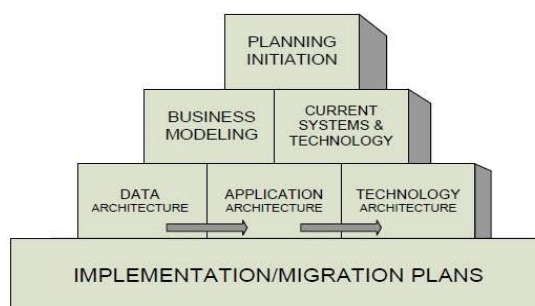 PLANNING
INITIATION
BUSINESS
MODELING
CURRENT
SYSTEMS &
TECHNOLOGY
DATA
ARCHITECTURE
APPLICATION
ARCHITECTURE
TECHNOLOGY
ARCHITECTURE
IMPLEMENTATION/MIGRATION PLANS